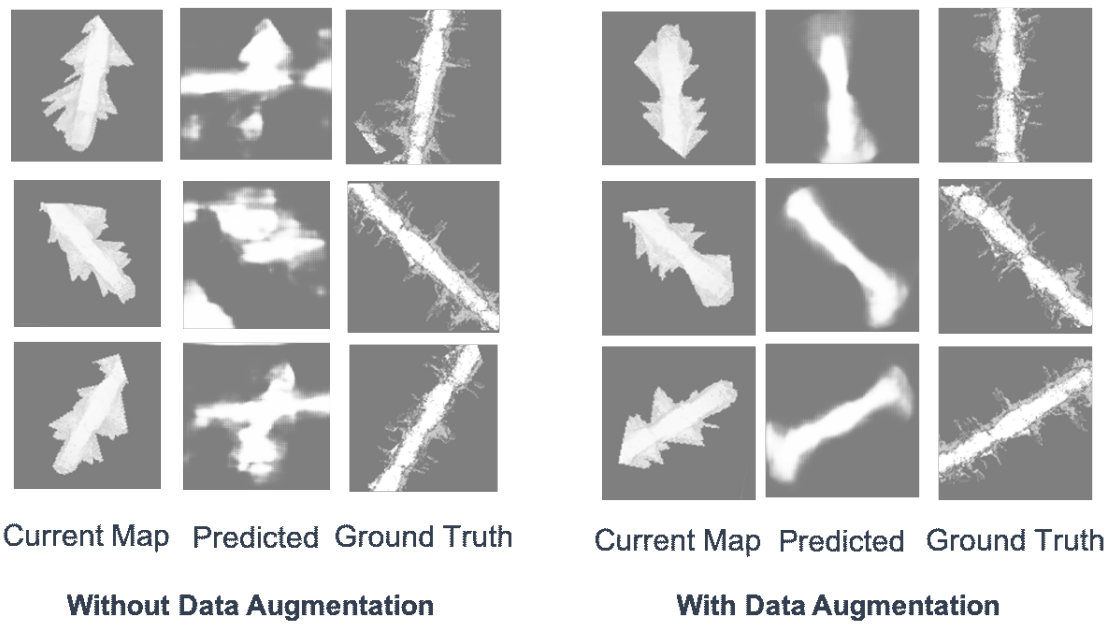 Current Map Predicted Ground Truth
Current Map Predicted Ground Truth
Without Data Augmentation
With Data Augmentation